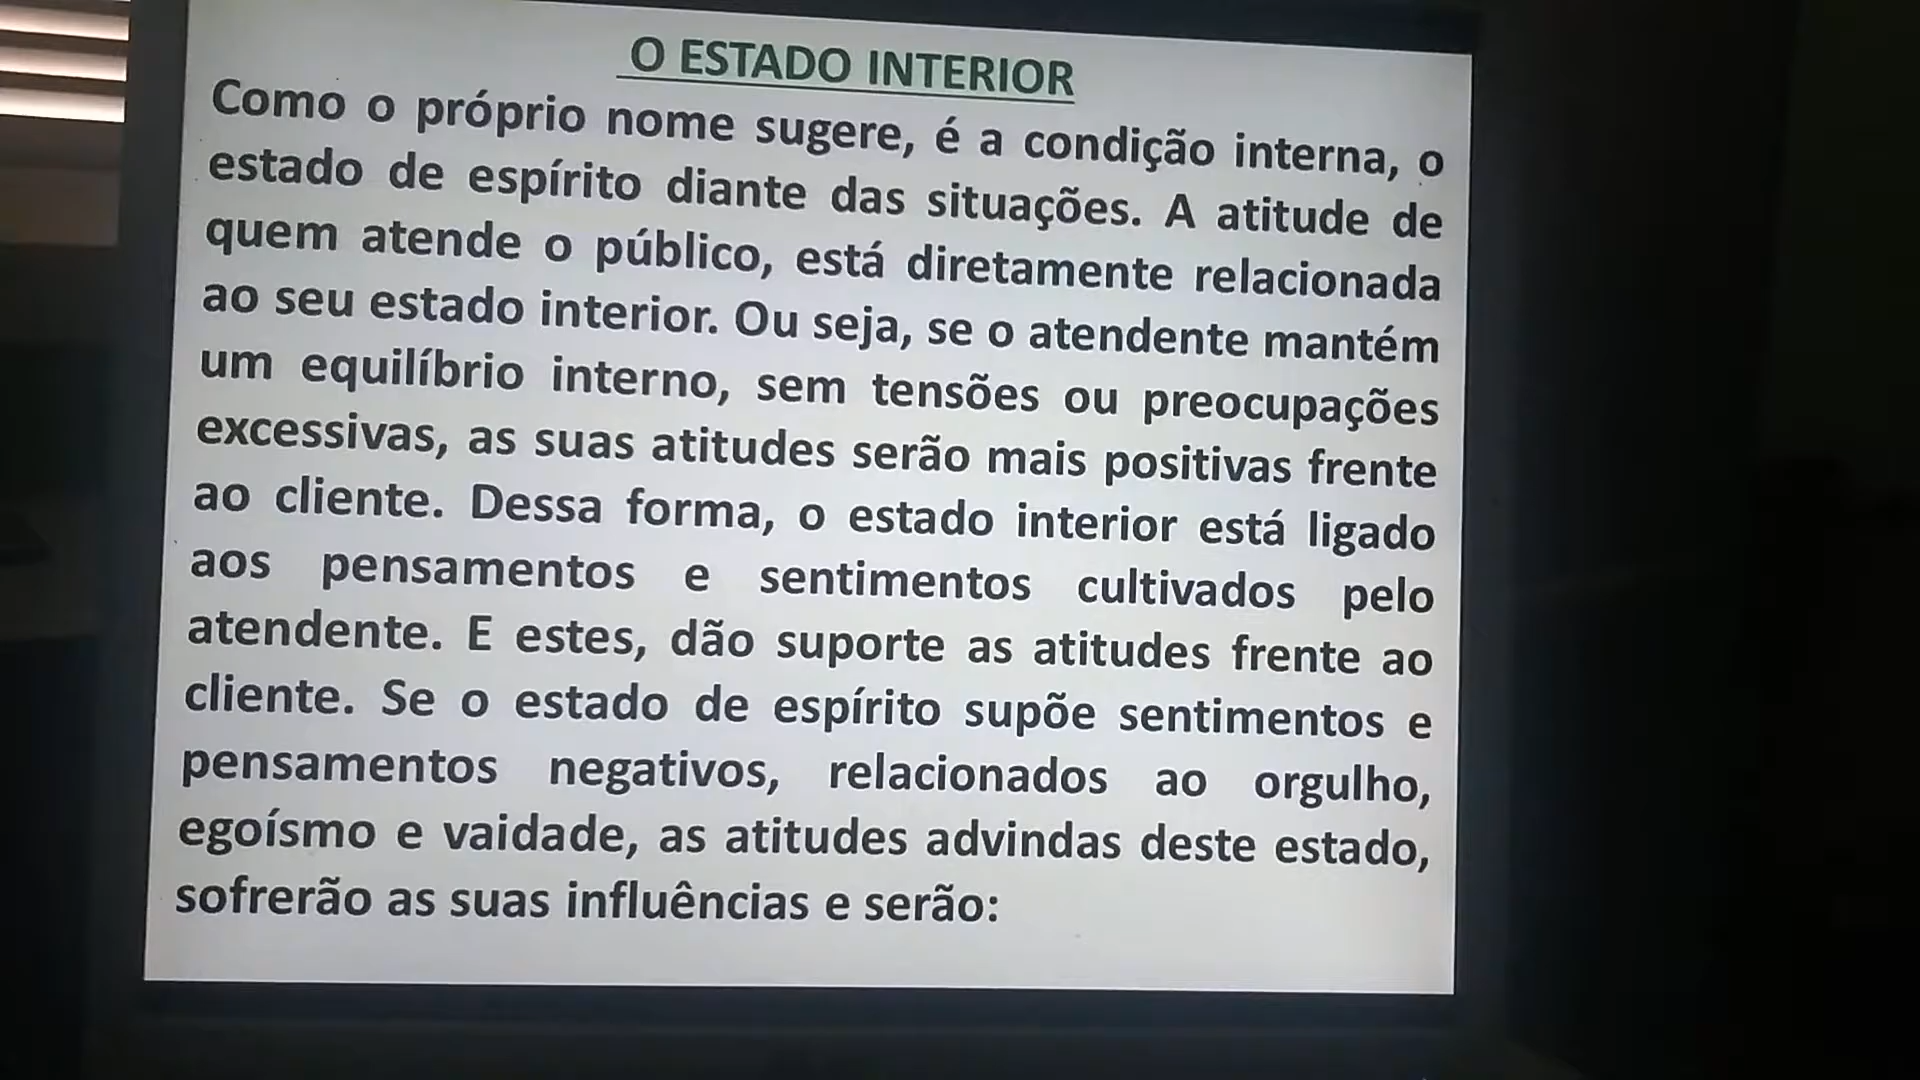 O ESTADO INTERIOR
Como o próprio nome sugere, é a condição interna, o
estado de espírito diante das situações. A atitude de
quem atende o público, está diretamente relacionada
ao seu estado interior. Ou seja, se o atendente mantém
um equilíbrio interno, sem tensões ou preocupações
excessivas, as suas atitudes serão mais positivas frente
ao cliente. Dessa forma, o estado interior está ligado
aos pensamentos e sentimentos cultivados pelo
atendente. E estes, dão suporte as atitudes frente ao
cliente. Se o estado de espírito supõe sentimentos e
pensamentos negativos, relacionados ao orgulho,
egoísmo e vaidade, as atitudes advindas deste estado,
sofrerão as suas influências e serão: